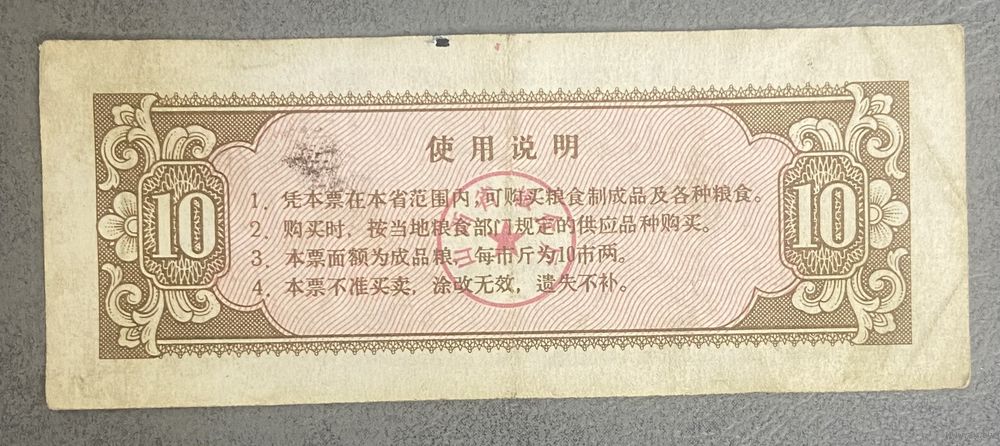 使用说明
10
10
1. 凭本票在本省范围内,可购买粮食制成品及各种粮食。
2. 购买时,按当地粮食部门规定的供应品种购买。
3. 本票面额为成品粮、每市斤为10市两。
4. 本票不准买卖,涂改无效,遗失不补。